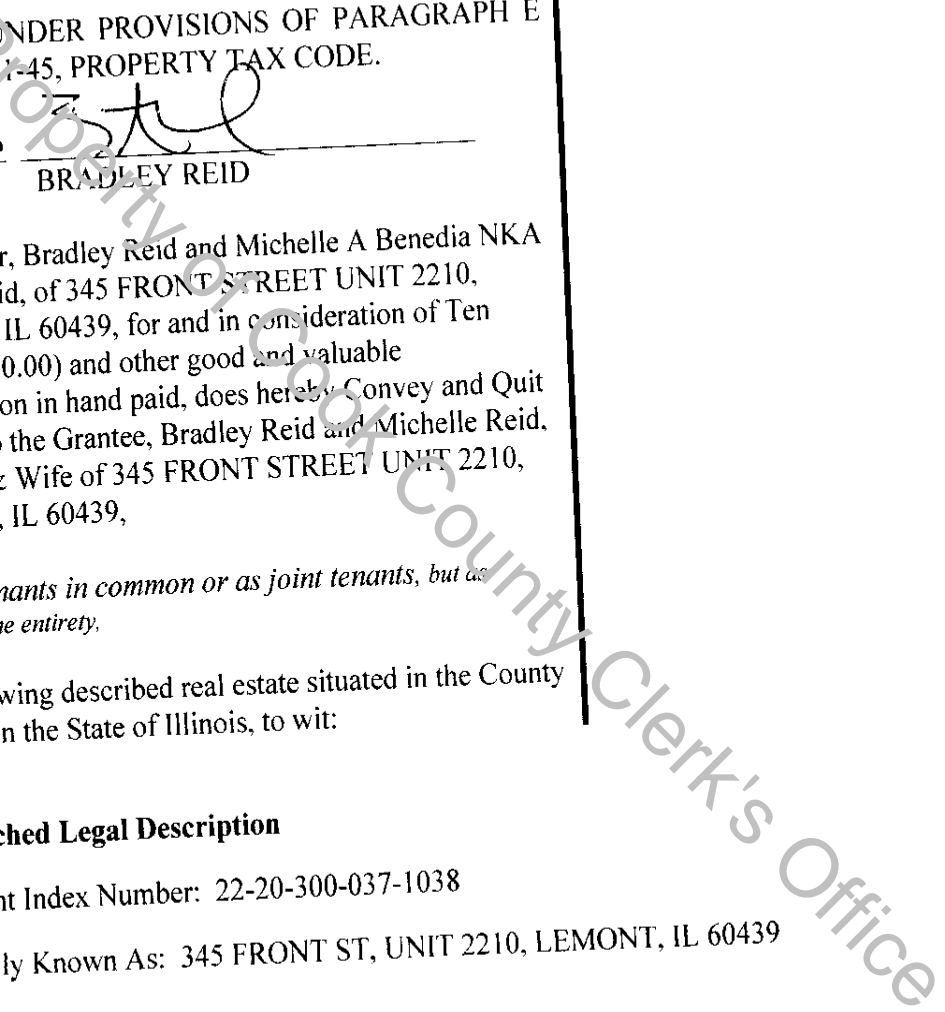 UNDER PROVISIONS OF PARAGRAPH E
-45, PROPERTY TAX CODE.
BRADLEY REID
r, Bradley Reid and Michelle A Benedia NKA
id, of 345 FRONT STREET UNIT 2210,
IL 60439, for and in consideration of Ten
0.00) and other good and valuable
on in hand paid, does hereby Convey and Quit
the Grantee, Bradley Reid and Michelle Reid,
Wife of 345 FRONT STREET UNIT 2210,
, IL 60439,
nants in common or as joint tenants, but as
he entirety,
wing described real estate situated in the County
n the State of Illinois, to wit:
ched Legal Description
nt Index Number: 22-20-300-037-1038
ly Known As: 345 FRONT ST, UNIT 2210, LEMONT, IL 60439
Property of Cook County Clerk's Office